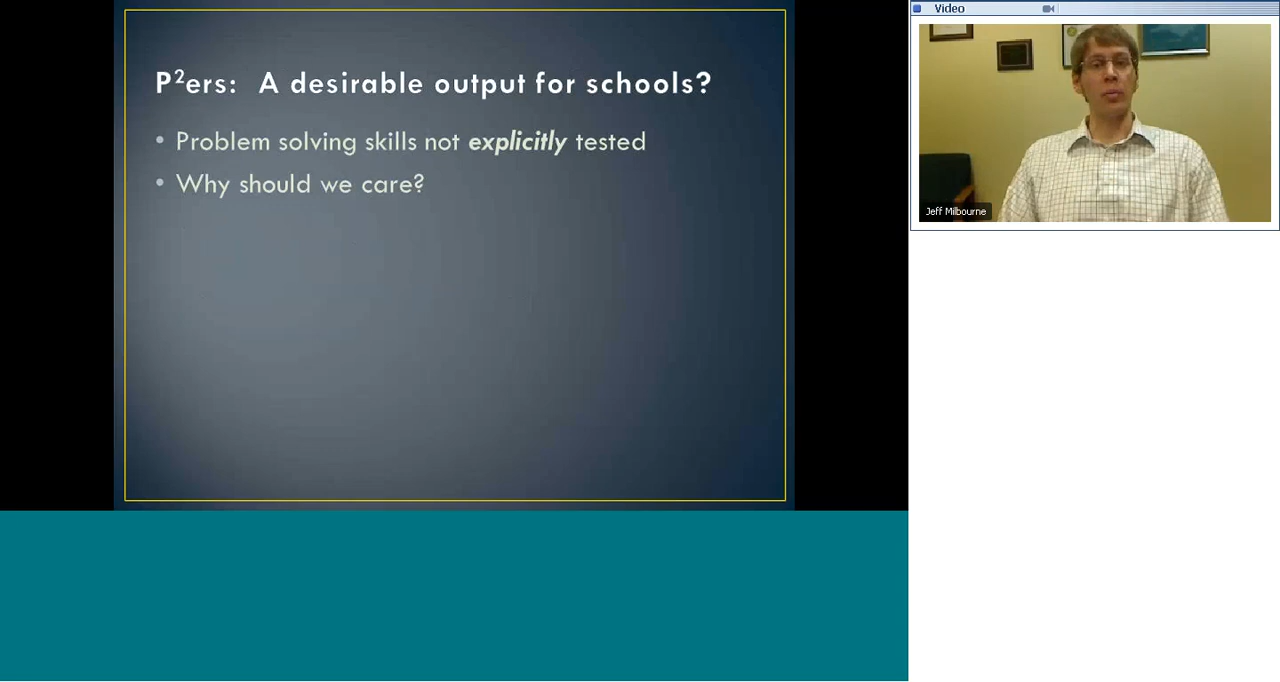 P²ers: A desirable output for schools?
• Problem solving skills not explicitly tested
• Why should we care?
Video
Jeff Milbourne